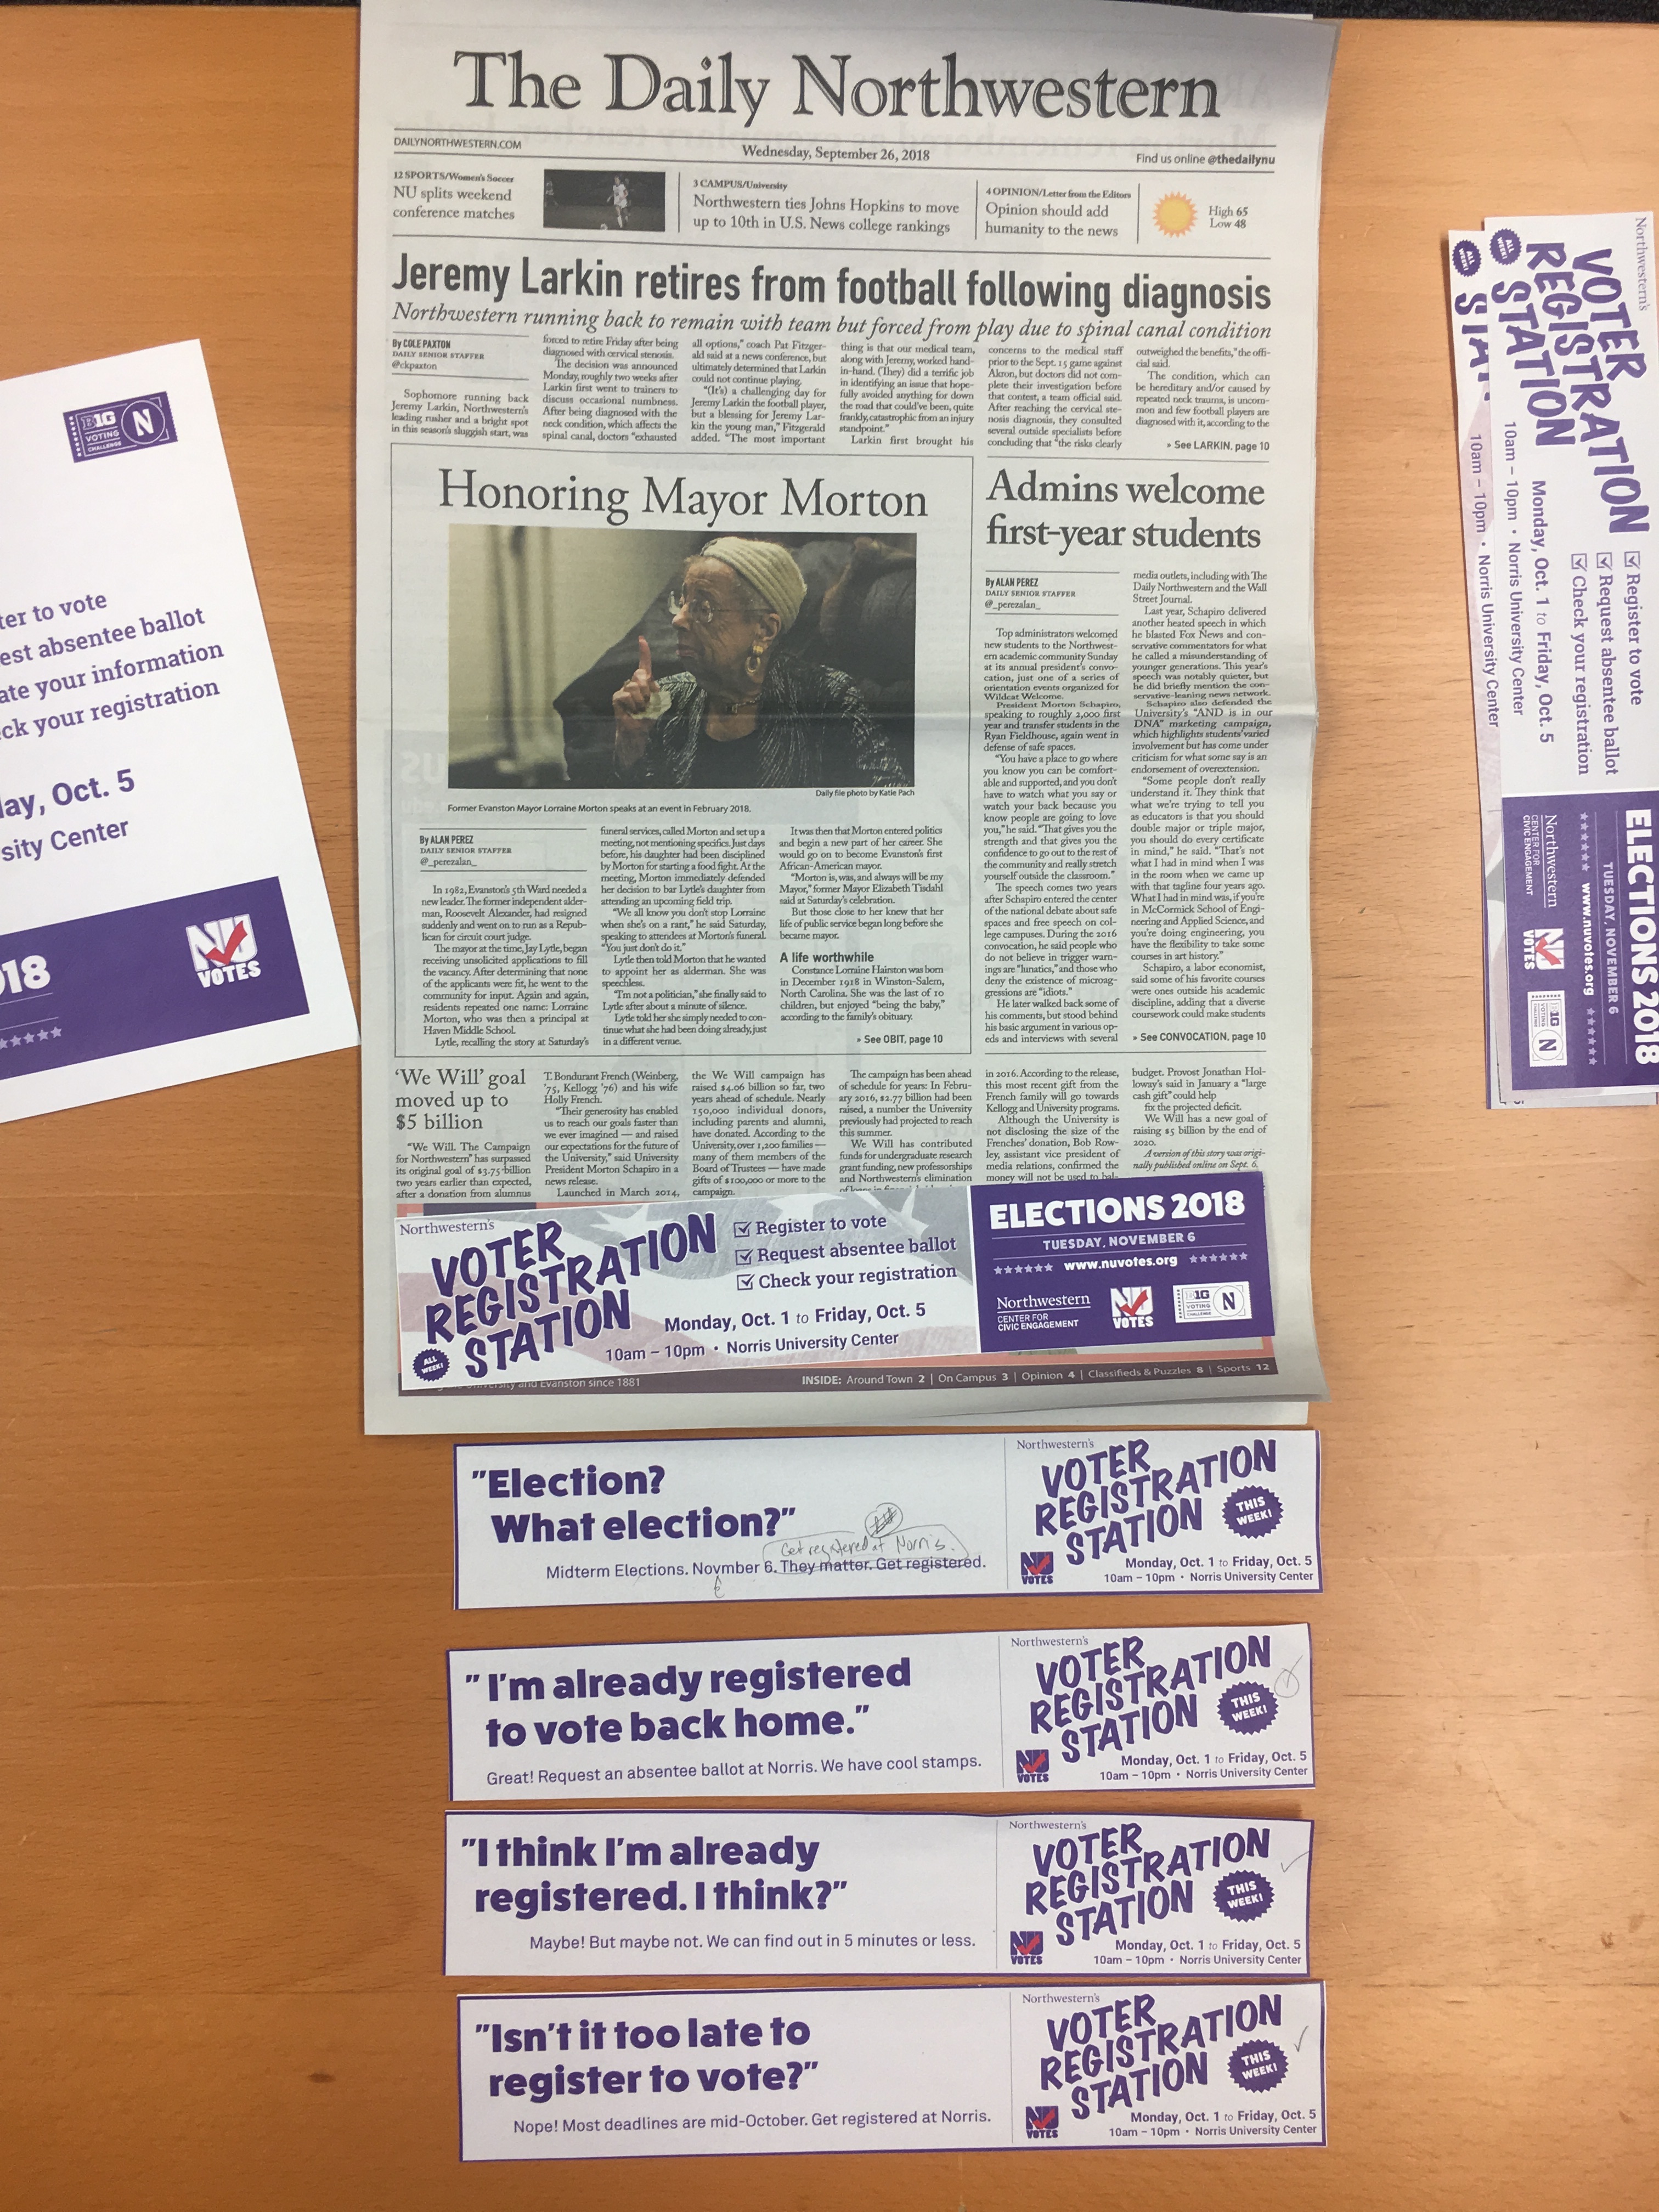 The Daily Northwestern
DAILYNORTHWESTERN.COM
Wednesday, September 26, 2018
Find us online @thedailynu
12 SPORTS/Women's Soccer
NU splits weekend
conference matches
3 CAMPUS/University
Northwestern ties Johns Hopkins to move
up to 10th in U.S. News college rankings
4 OPINION/Letter from the Editors
Opinion should add
humanity to the news
High 65
Low 48
Jeremy Larkin retires from football following diagnosis
Northwestern running back to remain with team but forced from play due to spinal canal condition
By COLE PAXTON
DAILY SENIOR STAFFER
@ckpaxton
Sophomore running back
Jeremy Larkin, Northwestern's
leading rusher and a bright spot
in this season's sluggish start, was
forced to retire Friday after being
diagnosed with cervical stenosis.
The decision was announced
Monday, roughly two weeks after
Larkin first went to trainers to
discuss occasional numbness.
After being diagnosed with the
neck condition, which affects the
spinal canal, doctors "exhausted
all options," coach Pat Fitzger-
ald said at a news conference, but
ultimately determined that Larkin
could not continue playing.
"(It's) a challenging day for
Jeremy Larkin the football player,
but a blessing for Jeremy Lar-
kin the young man," Fitzgerald
added. "The most important
thing is that our medical team,
along with Jeremy, worked hand-
in-hand. (They) did a terrific job
in identifying an issue that hope-
fully avoided anything for down
the road that could've been, quite
frankly, catastrophic from an injury
standpoint."
Larkin first brought his
concerns to the medical staff
prior to the Sept. 15 game against
Akron, but doctors did not com-
plete their investigation before
that contest, a team official said.
After reaching the cervical ste-
nosis diagnosis, they consulted
several outside specialists before
concluding that "the risks clearly
outweighed the benefits," the offi-
cial said.
The condition, which can
be hereditary and/or caused by
repeated neck trauma, is uncom-
mon and few football players are
diagnosed with it, according to the
» See LARKIN, page 10
Honoring Mayor Morton
Daily file photo by Katie Pach
Former Evanston Mayor Lorraine Morton speaks at an event in February 2018.
By ALAN PEREZ
DAILY SENIOR STAFFER
@_perezalan_
In 1982, Evanston's 5th Ward needed a
new leader. The former independent alder-
man, Roosevelt Alexander, had resigned
suddenly and went on to run as a Repub-
lican for circuit court judge.
The mayor at the time, Jay Lytle, began
receiving unsolicited applications to fill
the vacancy. After determining that none
of the applicants were fit, he went to the
community for input. Again and again,
residents repeated one name: Lorraine
Morton, who was then a principal at
Haven Middle School.
Lytle, recalling the story at Saturday's
funeral services, called Morton and set up a
meeting, not mentioning specifics. Just days
before, his daughter had been disciplined
by Morton for starting a food fight. At the
meeting, Morton immediately defended
her decision to bar Lytle's daughter from
attending an upcoming field trip.
"We all know you don't stop Lorraine
when she's on a rant," he said Saturday,
speaking to attendees at Morton's funeral.
"You just don't do it."
Lytle then told Morton that he wanted
to appoint her as alderman. She was
speechless.
"I'm not a politician," she finally said to
Lytle after about a minute of silence.
Lytle told her she simply needed to con-
tinue what she had been doing already, just
in a different venue.
It was then that Morton entered politics
and begin a new part of her career. She
would go on to become Evanston's first
African-American mayor.
"Morton is, was, and always will be my
Mayor," former Mayor Elizabeth Tisdahl
said at Saturday's celebration.
But those close to her knew that her
life of public service began long before she
became mayor.
A life worthwhile
Constance Lorraine Hairston was born
in December 1918 in Winston-Salem,
North Carolina. She was the last of 10
children, but enjoyed "being the baby,"
according to the family's obituary.
» See OBIT, page 10
Admins welcome
first-year students
By ALAN PEREZ
DAILY SENIOR STAFFER
@_perezalan_
Top administrators welcomed
new students to the Northwest-
ern academic community Sunday
at its annual president's convo-
cation, just one of a series of
orientation events organized for
Wildcat Welcome.
President Morton Schapiro,
speaking to roughly 2,000 first
year and transfer students in the
Ryan Fieldhouse, again went in
defense of safe spaces.
"You have a place to go where
you know you can be comfort-
able and supported, and you don't
have to watch what you say or
watch your back because you
know people are going to love
you," he said. "That gives you the
strength and that gives you the
confidence to go out to the rest of
the community and really stretch
yourself outside the classroom."
The speech comes two years
after Schapiro entered the center
of the national debate about safe
spaces and free speech on col-
lege campuses. During the 2016
convocation, he said people who
do not believe in trigger warn-
ings are "lunatics," and those who
deny the existence of microag-
gressions are "idiots."
He later walked back some of
his comments, but stood behind
his basic argument in various op-
eds and interviews with several
media outlets, including with The
Daily Northwestern and the Wall
Street Journal.
Last year, Schapiro delivered
another heated speech in which
he blasted Fox News and con-
servative commentators for what
he called a misunderstanding of
younger generations. This year's
speech was notably quieter, but
he did briefly mention the con-
servative-leaning news network.
Schapiro also defended the
University's "AND is in our
DNA" marketing campaign,
which highlights students' varied
involvement but has come under
criticism for what some say is an
endorsement of overextension.
"Some people don't really
understand it. They think that
what we're trying to tell you
as educators is that you should
double major or triple major,
you should do every certificate
in mind," he said. "That's not
what I had in mind when I was
in the room when we came up
with that tagline four years ago.
What I had in mind was, if you're
in McCormick School of Engi-
neering and Applied Science, and
you're doing engineering, you
have the flexibility to take some
courses in art history."
Schapiro, a labor economist,
said some of his favorite courses
were ones outside his academic
discipline, adding that a diverse
coursework could make students
» See CONVOCATION, page 10
'We Will' goal
moved up to
$5 billion
"We Will. The Campaign
for Northwestern" has surpassed
its original goal of $3.75 billion
two years earlier than expected,
after a donation from alumnus
T. Bondurant French (Weinberg,
'75, Kellogg '76) and his wife
Holly French.
"Their generosity has enabled
us to reach our goals faster than
we ever imagined — and raised
our expectations for the future of
the University," said University
President Morton Schapiro in a
news release.
Launched in March 2014,
the We Will campaign has
raised $4.06 billion so far, two
years ahead of schedule. Nearly
150,000 individual donors,
including parents and alumni,
have donated. According to the
University, over 1,200 families —
many of them members of the
Board of Trustees — have made
gifts of $100,000 or more to the
campaign.
The campaign has been ahead
of schedule for years: In Febru-
ary 2016, $2.77 billion had been
raised, a number the University
previously had projected to reach
this summer.
We Will has contributed
funds for undergraduate research
grant funding, new professorships
and Northwestern's elimination
in 2016. According to the release,
this most recent gift from the
French family will go towards
Kellogg and University programs.
Although the University is
not disclosing the size of the
Frenches' donation, Bob Row-
ley, assistant vice president of
media relations, confirmed the
money will not be used to bal-
budget. Provost Jonathan Hol-
loway's said in January a "large
cash gift" could help
fix the projected deficit.
We Will has a new goal of
raising $5 billion by the end of
2020.
A version of this story was origi-
nally published online on Sept. 6.
Northwestern's
VOTER
REGISTRATION
STATION
ALL WEEK!
Register to vote
Request absentee ballot
Check your registration
Monday, Oct. 1 to Friday, Oct. 5
10am – 10pm • Norris University Center
ELECTIONS 2018
TUESDAY, NOVEMBER 6
www.nuvotes.org
Northwestern
CENTER FOR
CIVIC ENGAGEMENT
NU
VOTES
B1G
VOTING
CHALLENGE
N
and Evanston since 1881
INSIDE: Around Town 2 | On Campus 3 | Opinion 4 | Classifieds & Puzzles 8 | Sports 12
"Election?
What election?"
Get registered at Norris.
Midterm Elections. Novmber 6. They matter. Get registered.
e
Northwestern's
VOTER
REGISTRATION
STATION
THIS
WEEK!
NU
VOTES
Monday, Oct. 1 to Friday, Oct. 5
10am – 10pm • Norris University Center
"I'm already registered
to vote back home."
Great! Request an absentee ballot at Norris. We have cool stamps.
Northwestern's
VOTER
REGISTRATION
STATION
THIS
WEEK!
NU
VOTES
Monday, Oct. 1 to Friday, Oct. 5
10am – 10pm • Norris University Center
"I think I'm already
registered. I think?"
Maybe! But maybe not. We can find out in 5 minutes or less.
Northwestern's
VOTER
REGISTRATION
STATION
THIS
WEEK!
NU
VOTES
Monday, Oct. 1 to Friday, Oct. 5
10am – 10pm • Norris University Center
"Isn't it too late to
register to vote?"
Nope! Most deadlines are mid-October. Get registered at Norris.
Northwestern's
VOTER
REGISTRATION
STATION
THIS
WEEK!
NU
VOTES
Monday, Oct. 1 to Friday, Oct. 5
10am – 10pm • Norris University Center
B1G
VOTING
CHALLENGE
N
ter to vote
est absentee ballot
ate your information
ck your registration
ay, Oct. 5
sity Center
018
NU
VOTES
Northwestern's
VOTER
REGISTRATION
STATION
ALL WEEK!
Register to vote
Request absentee ballot
Check your registration
Monday, Oct. 1 to Friday, Oct. 5
10am – 10pm • Norris University Center
ELECTIONS 2018
TUESDAY, NOVEMBER 6
www.nuvotes.org
Northwestern
CENTER FOR
CIVIC ENGAGEMENT
NU
VOTES
B1G
VOTING
CHALLENGE
N
ALL WEEK!
10am – 10pm • Norris University Center